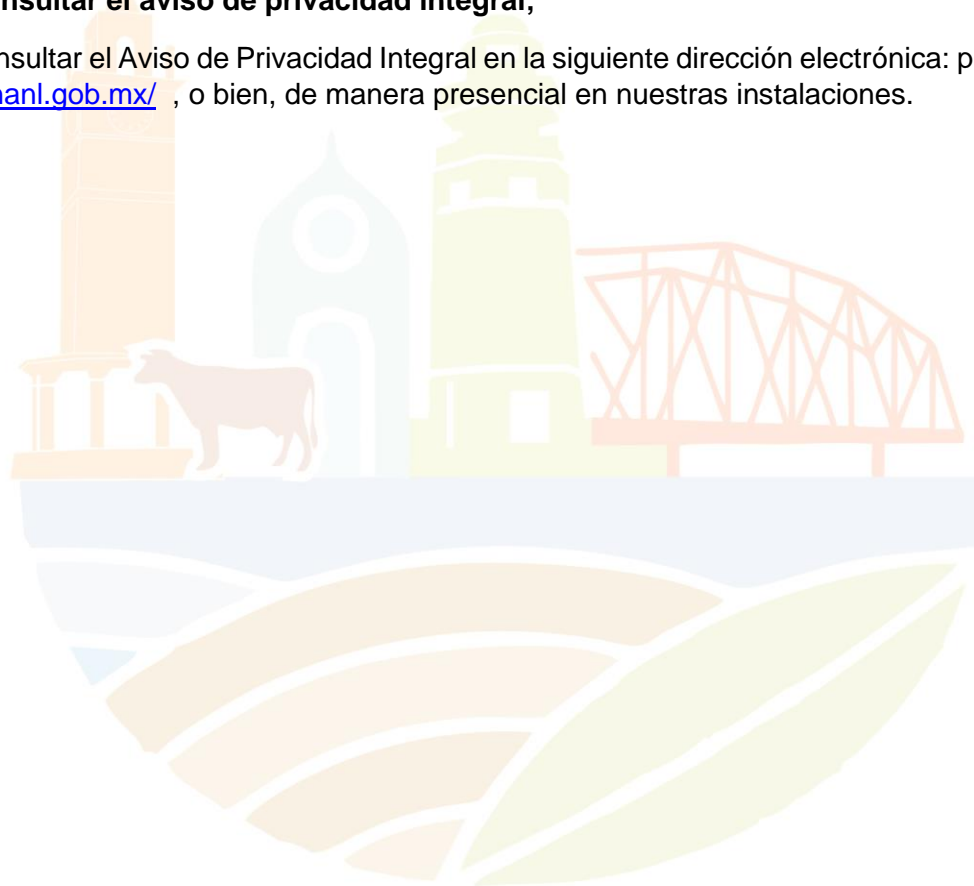 nsultar el aviso de privacidad integral,
nsultar el Aviso de Privacidad Integral en la siguiente dirección electrónica: p
nanl.gob.mx/ , o bien, de manera presencial en nuestras instalaciones.